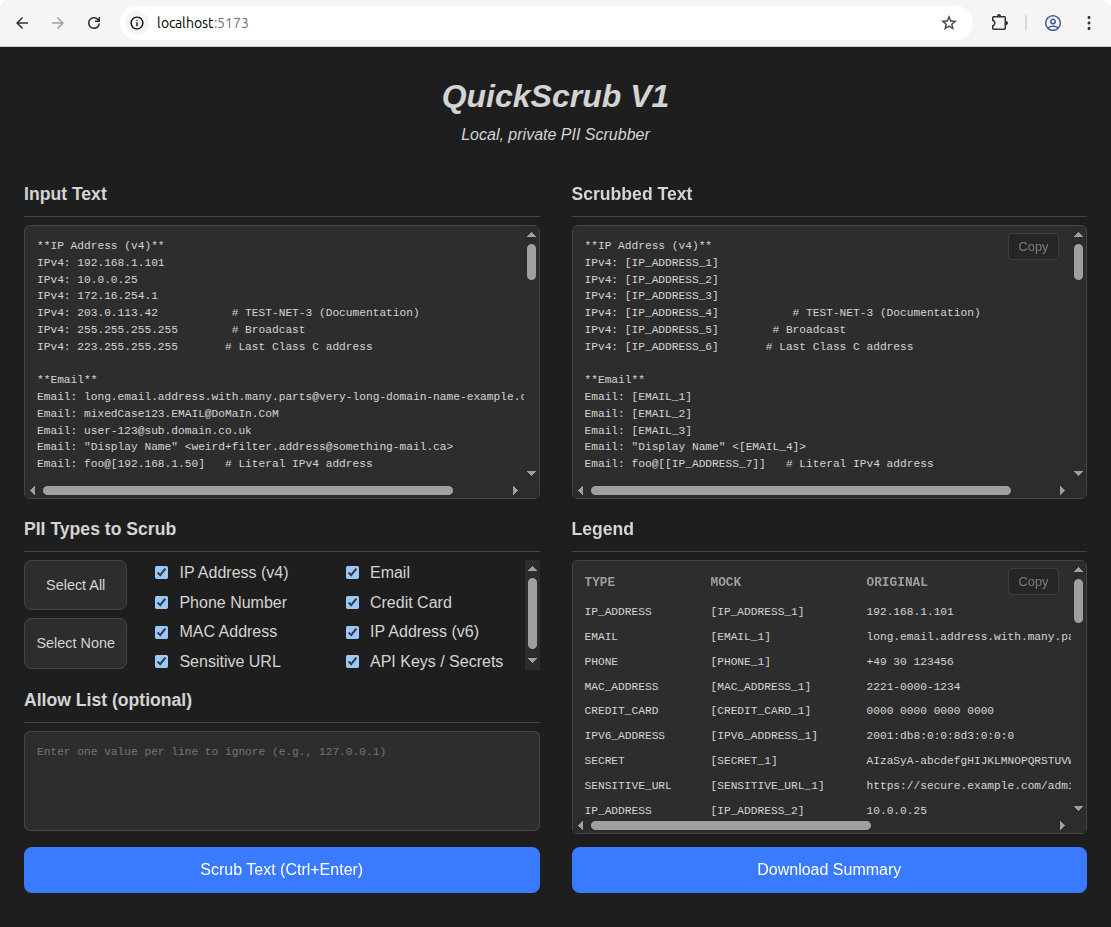 localhost:5173
QuickScrub V1
Local, private PII Scrubber
Input Text
**IP Address (v4)**
IPv4: 192.168.1.101
IPv4: 10.0.0.25
IPv4: 172.16.254.1
IPv4: 203.0.113.42           # TEST-NET-3 (Documentation)
IPv4: 255.255.255.255        # Broadcast
IPv4: 223.255.255.255       # Last Class C address
**Email**
Email: long.email.address.with.many.parts@very-long-domain-name-example.c
Email: mixedCase123.EMAIL@DoMaIn.CoM
Email: user-123@sub.domain.co.uk
Email: "Display Name" <weird+filter.address@something-mail.ca>
Email: foo@[192.168.1.50]   # Literal IPv4 address
Scrubbed Text
Copy
**IP Address (v4)**
IPv4: [IP_ADDRESS_1]
IPv4: [IP_ADDRESS_2]
IPv4: [IP_ADDRESS_3]
IPv4: [IP_ADDRESS_4]           # TEST-NET-3 (Documentation)
IPv4: [IP_ADDRESS_5]        # Broadcast
IPv4: [IP_ADDRESS_6]       # Last Class C address
**Email**
Email: [EMAIL_1]
Email: [EMAIL_2]
Email: [EMAIL_3]
Email: "Display Name" <[EMAIL_4]>
Email: foo@[[IP_ADDRESS_7]]   # Literal IPv4 address
PII Types to Scrub
Select All
Select None
IP Address (v4) Email
Phone Number Credit Card
MAC Address IP Address (v6)
Sensitive URL API Keys / Secrets
Allow List (optional)
Enter one value per line to ignore (e.g., 127.0.0.1)
Scrub Text (Ctrl+Enter)
Legend
Copy
TYPE MOCK ORIGINAL
IP_ADDRESS [IP_ADDRESS_1] 192.168.1.101
EMAIL [EMAIL_1] long.email.address.with.many.pa
PHONE [PHONE_1] +49 30 123456
MAC_ADDRESS [MAC_ADDRESS_1] 2221-0000-1234
CREDIT_CARD [CREDIT_CARD_1] 0000 0000 0000 0000
IPV6_ADDRESS [IPV6_ADDRESS_1] 2001:db8:0:0:8d3:0:0:0
SECRET [SECRET_1] AIzaSyA-abcdefgHIJKLMNOPQRSTUV
SENSITIVE_URL [SENSITIVE_URL_1] https://secure.example.com/adm
IP_ADDRESS [IP_ADDRESS_2] 10.0.0.25
Download Summary